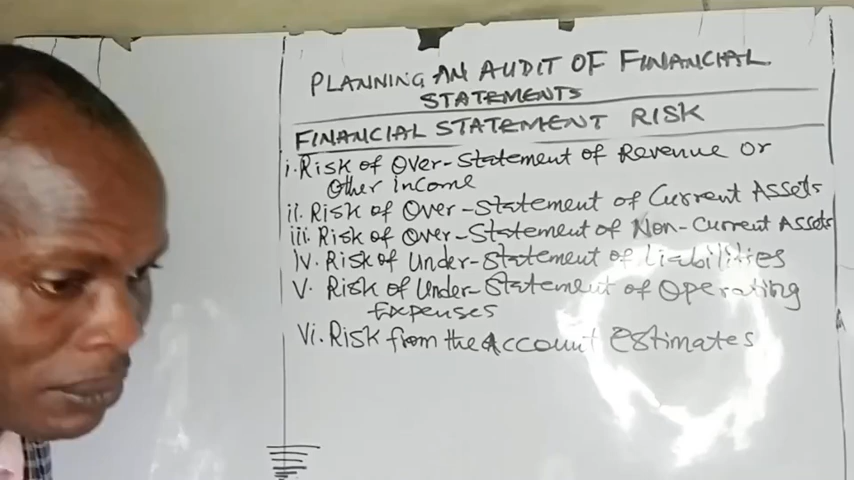 PLANNING AN AUDIT OF FINANCIAL
STATEMENTS
FINANCIAL STATEMENT RISK
i. Risk of Over-Statement of Revenue or
Other income
ii. Risk of Over-Statement of Current Assets
iii. Risk of Over-Statement of Non-Current Assets
iv. Risk of Under-Statement of Liabilities
V. Risk of Under-Statement of Operating
Expenses
Vi. Risk from the Account Estimates